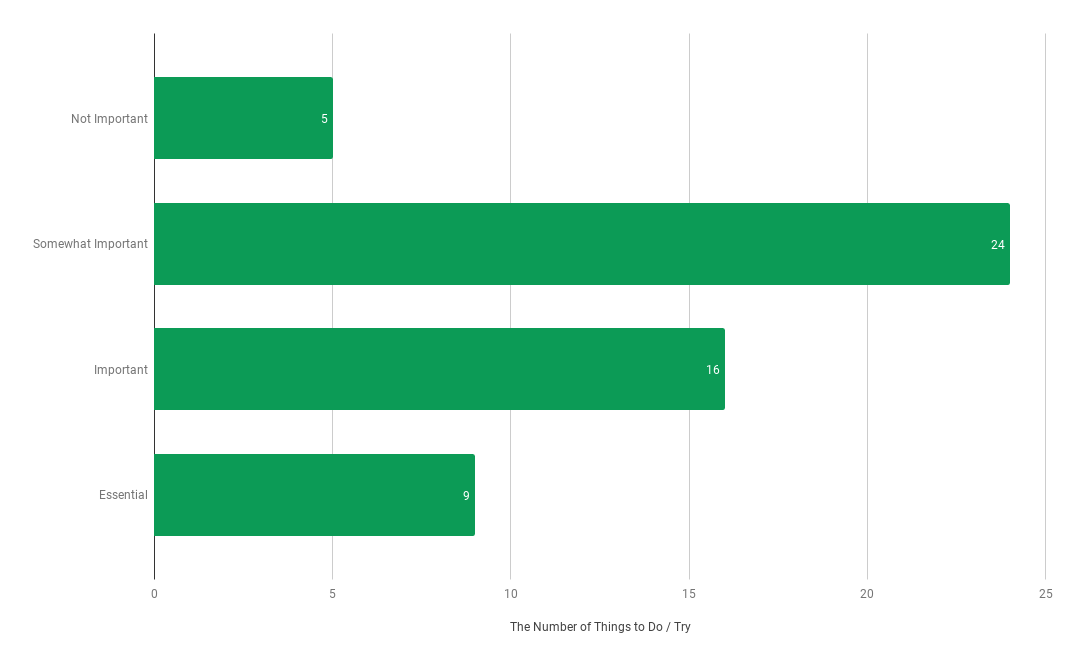 Not Important
5
Somewhat Important
24
Important
16
Essential
9
0 5 10 15 20 25
The Number of Things to Do / Try